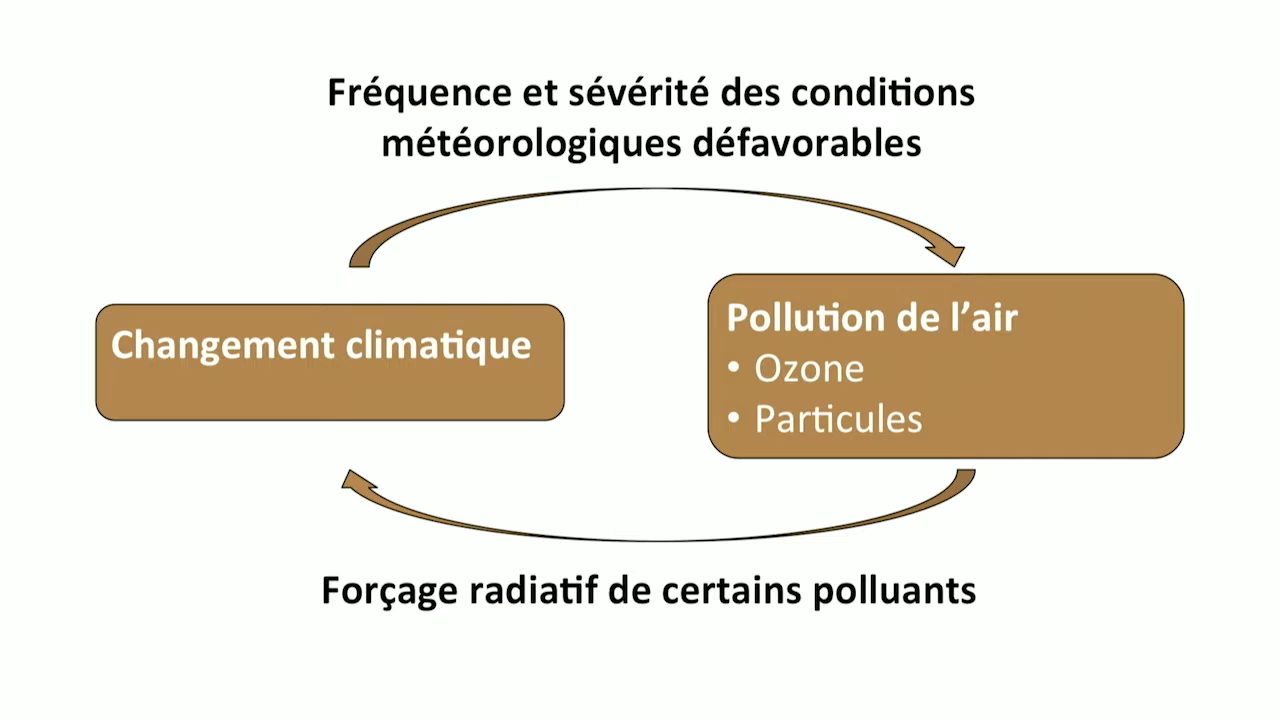 Fréquence et sévérité des conditions
météorologiques défavorables
Changement climatique
Pollution de l’air
• Ozone
• Particules
Forçage radiatif de certains polluants